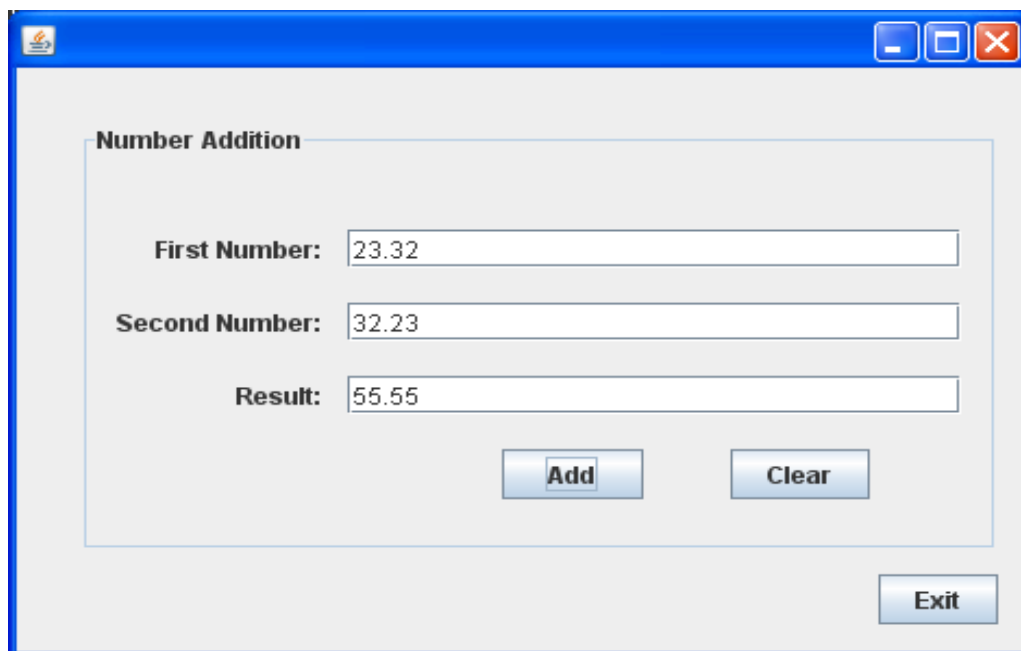 Number Addition
First Number: 23.32
Second Number: 32.23
Result: 55.55
Add Clear
Exit